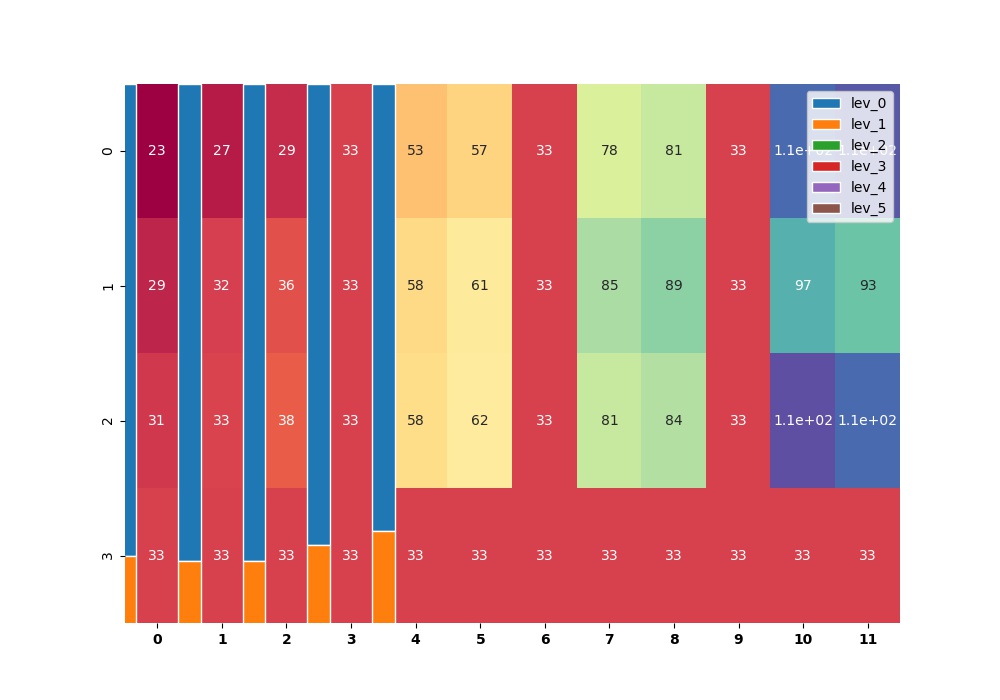 0 23 27 29 33 53 57 33 78 81 33 1.1e+02
1 29 32 36 33 58 61 33 85 89 33 97 93
2 31 33 38 33 58 62 33 81 84 33 1.1e+02 1.1e+02
3 33 33 33 33 33 33 33 33 33 33 33 33
0 1 2 3 4 5 6 7 8 9 10 11
lev_0
lev_1
lev_2
lev_3
lev_4
lev_5